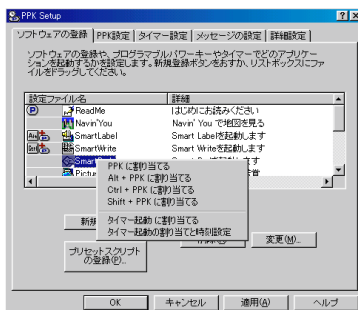 PPK Setup
ソフトウェアの登録 PPK設定 タイマー設定 メッセージの設定 詳細設定
ソフトウェアの登録や、プログラマブルパワーキーやタイマーでどのアプリケー
ションを起動するかを設定します。新規登録ボタンをおすか、リストボックスにファ
イルをドラッグしてください。
設定ファイル名 詳細
ReadMe はじめにお読みください
Navin'You Navin' You で地図を見る
SmartLabel Smart Labelを起動します
SmartWrite Smart Writeを起動します
PPK に割り当てる
Alt + PPK に割り当てる
Ctrl + PPK に割り当てる
Shift + PPK に割り当てる
タイマー起動 に割り当てる
タイマー起動の割り当てと時刻設定
変更(M)...
プリセットスクリプト
の登録(P)...
OK キャンセル 適用(A) ヘルプ